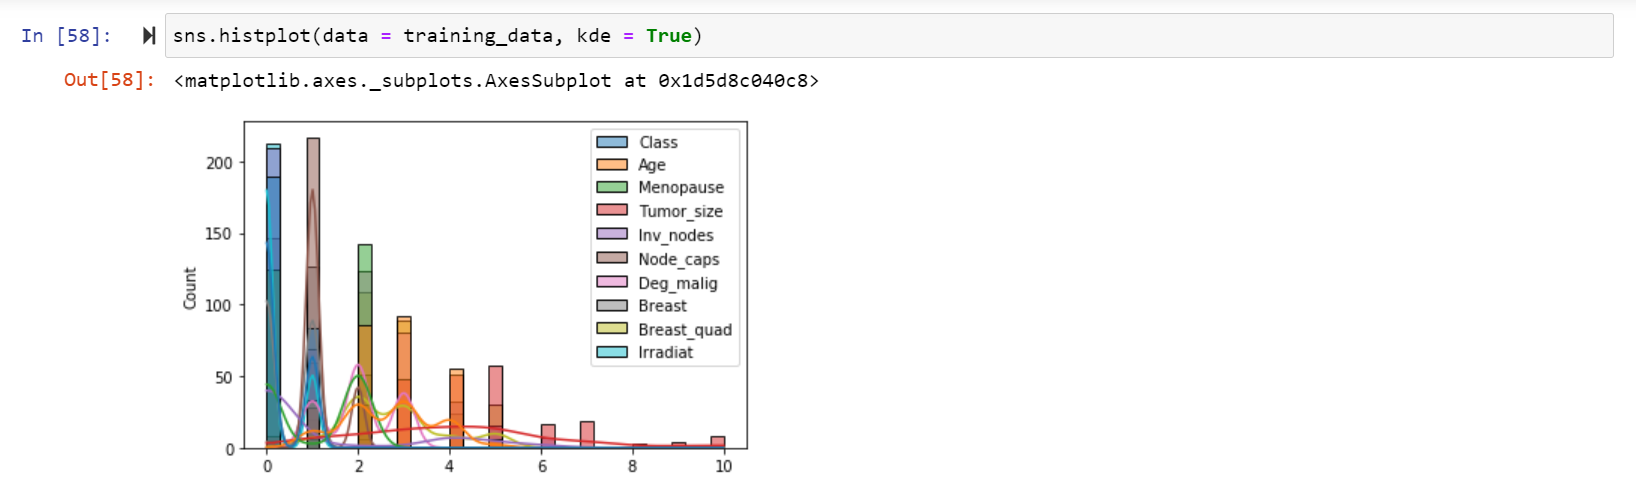 In [58]: sns.histplot(data = training_data, kde = True)
Out[58]: <matplotlib.axes._subplots.AxesSubplot at 0x1d5d8c040c8>
Class
Age
Menopause
Tumor_size
Inv_nodes
Node_caps
Deg_malig
Breast
Breast_quad
Irradiat
Count
200
150
100
50
0
0 2 4 6 8 10